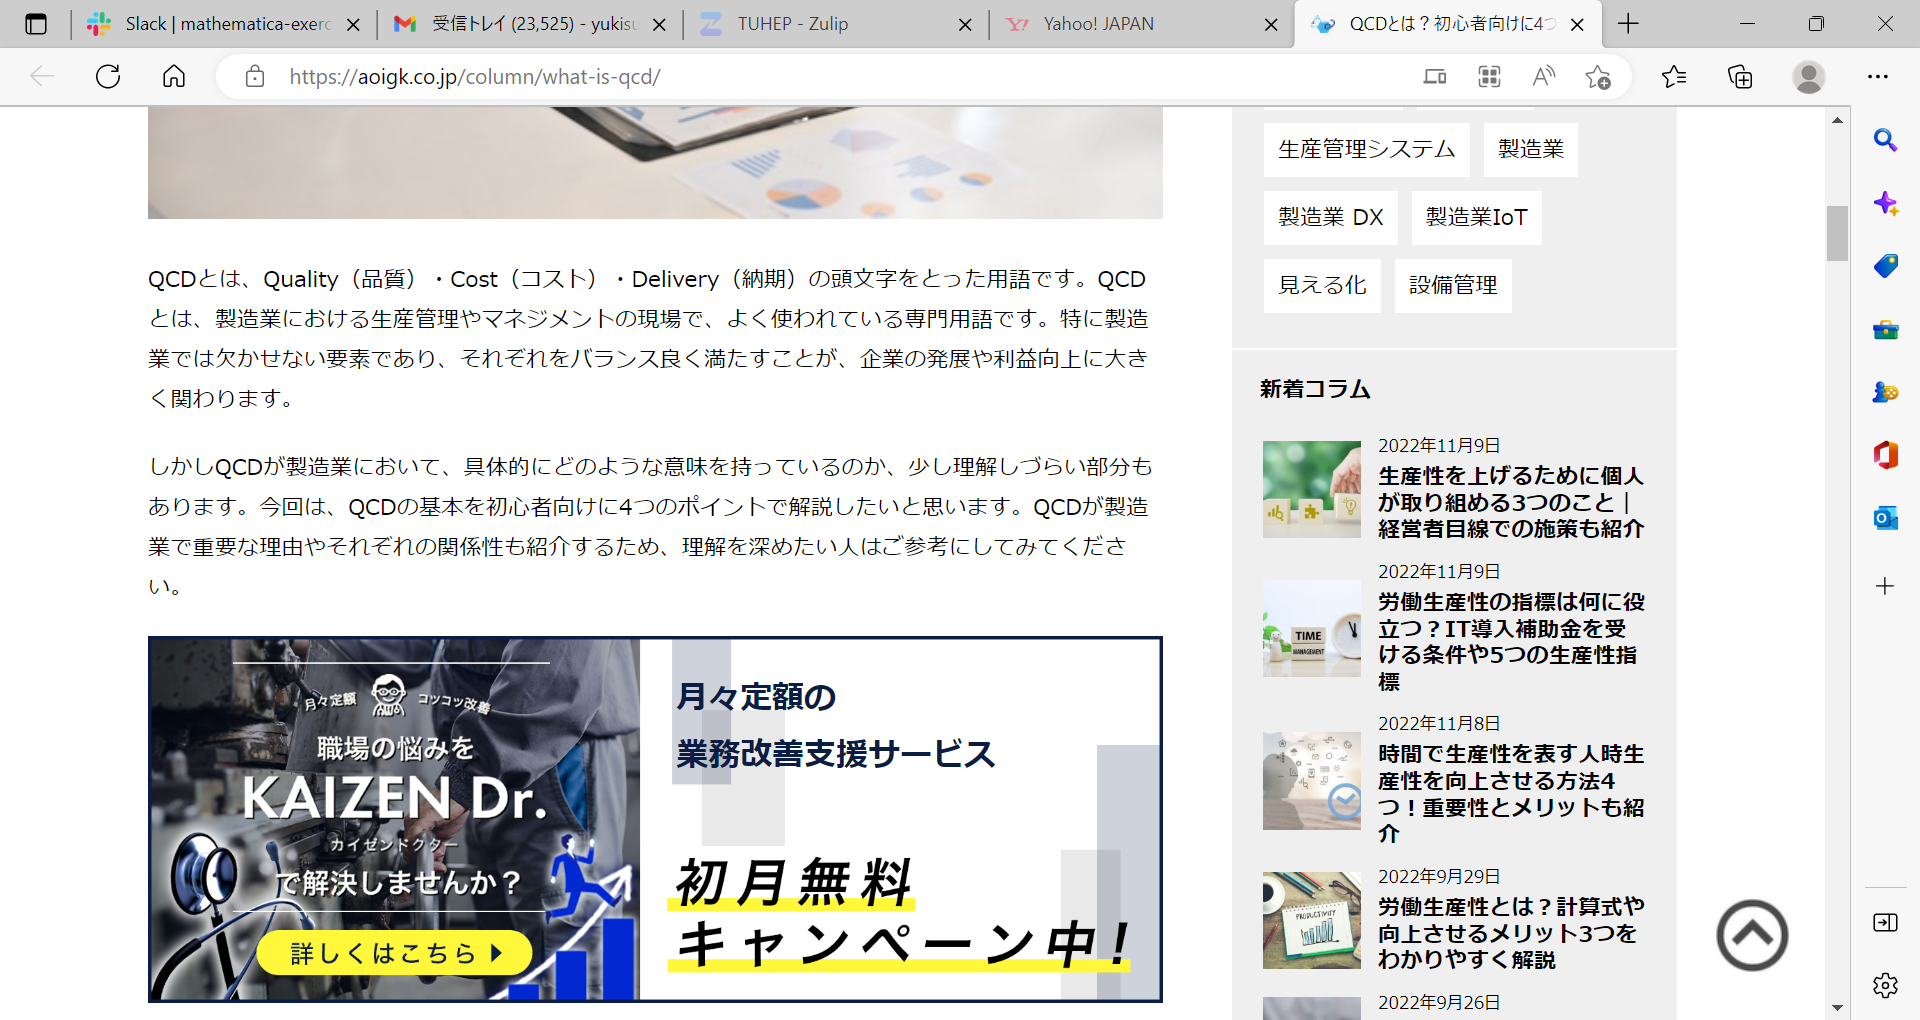 Slack | mathematica-exerc
受信トレイ (23,525) - yukisu
TUHEP - Zulip
Yahoo! JAPAN
QCDとは？初心者向けに4つ
https://aoigk.co.jp/column/what-is-qcd/
QCDとは、Quality（品質）・Cost（コスト）・Delivery（納期）の頭文字をとった用語です。QCD
とは、製造業における生産管理やマネジメントの現場で、よく使われている専門用語です。特に製造
業では欠かせない要素であり、それぞれをバランス良く満たすことが、企業の発展や利益向上に大き
く関わります。
しかしQCDが製造業において、具体的にどのような意味を持っているのか、少し理解しづらい部分も
あります。今回は、QCDの基本を初心者向けに4つのポイントで解説したいと思います。QCDが製造
業で重要な理由やそれぞれの関係性も紹介するため、理解を深めたい人はご参考にしてみてくださ
い。
月々定額
コツコツ改善
職場の悩みを
KAIZEN Dr.
カイゼンドクター
で解決しませんか？
詳しくはこちら
月々定額の
業務改善支援サービス
初月無料
キャンペーン中!
生産管理システム
製造業
製造業 DX
製造業IoT
見える化
設備管理
新着コラム
2022年11月9日
生産性を上げるために個人
が取り組める3つのこと｜
経営者目線での施策も紹介
2022年11月9日
TIME
MANAGEMENT
労働生産性の指標は何に役
立つ？IT導入補助金を受
ける条件や5つの生産性指
標
2022年11月8日
時間で生産性を表す人時生
産性を向上させる方法4
つ！重要性とメリットも紹
介
2022年9月29日
PRODUCTIVITY
労働生産性とは？計算式や
向上させるメリット3つを
わかりやすく解説
2022年9月26日